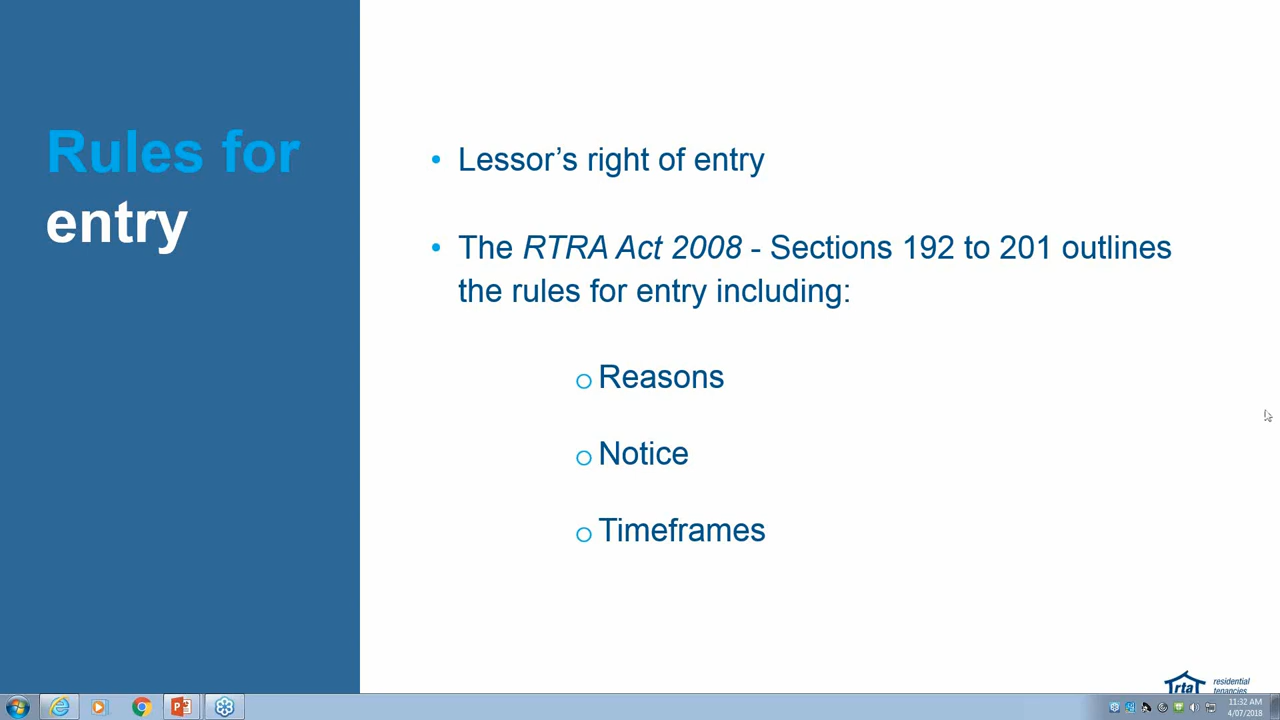 Rules for
entry
• Lessor’s right of entry
• The RTRA Act 2008 - Sections 192 to 201 outlines
the rules for entry including:
o Reasons
o Notice
o Timeframes
rta
residential
tenancies
11:32 AM
4/07/2018